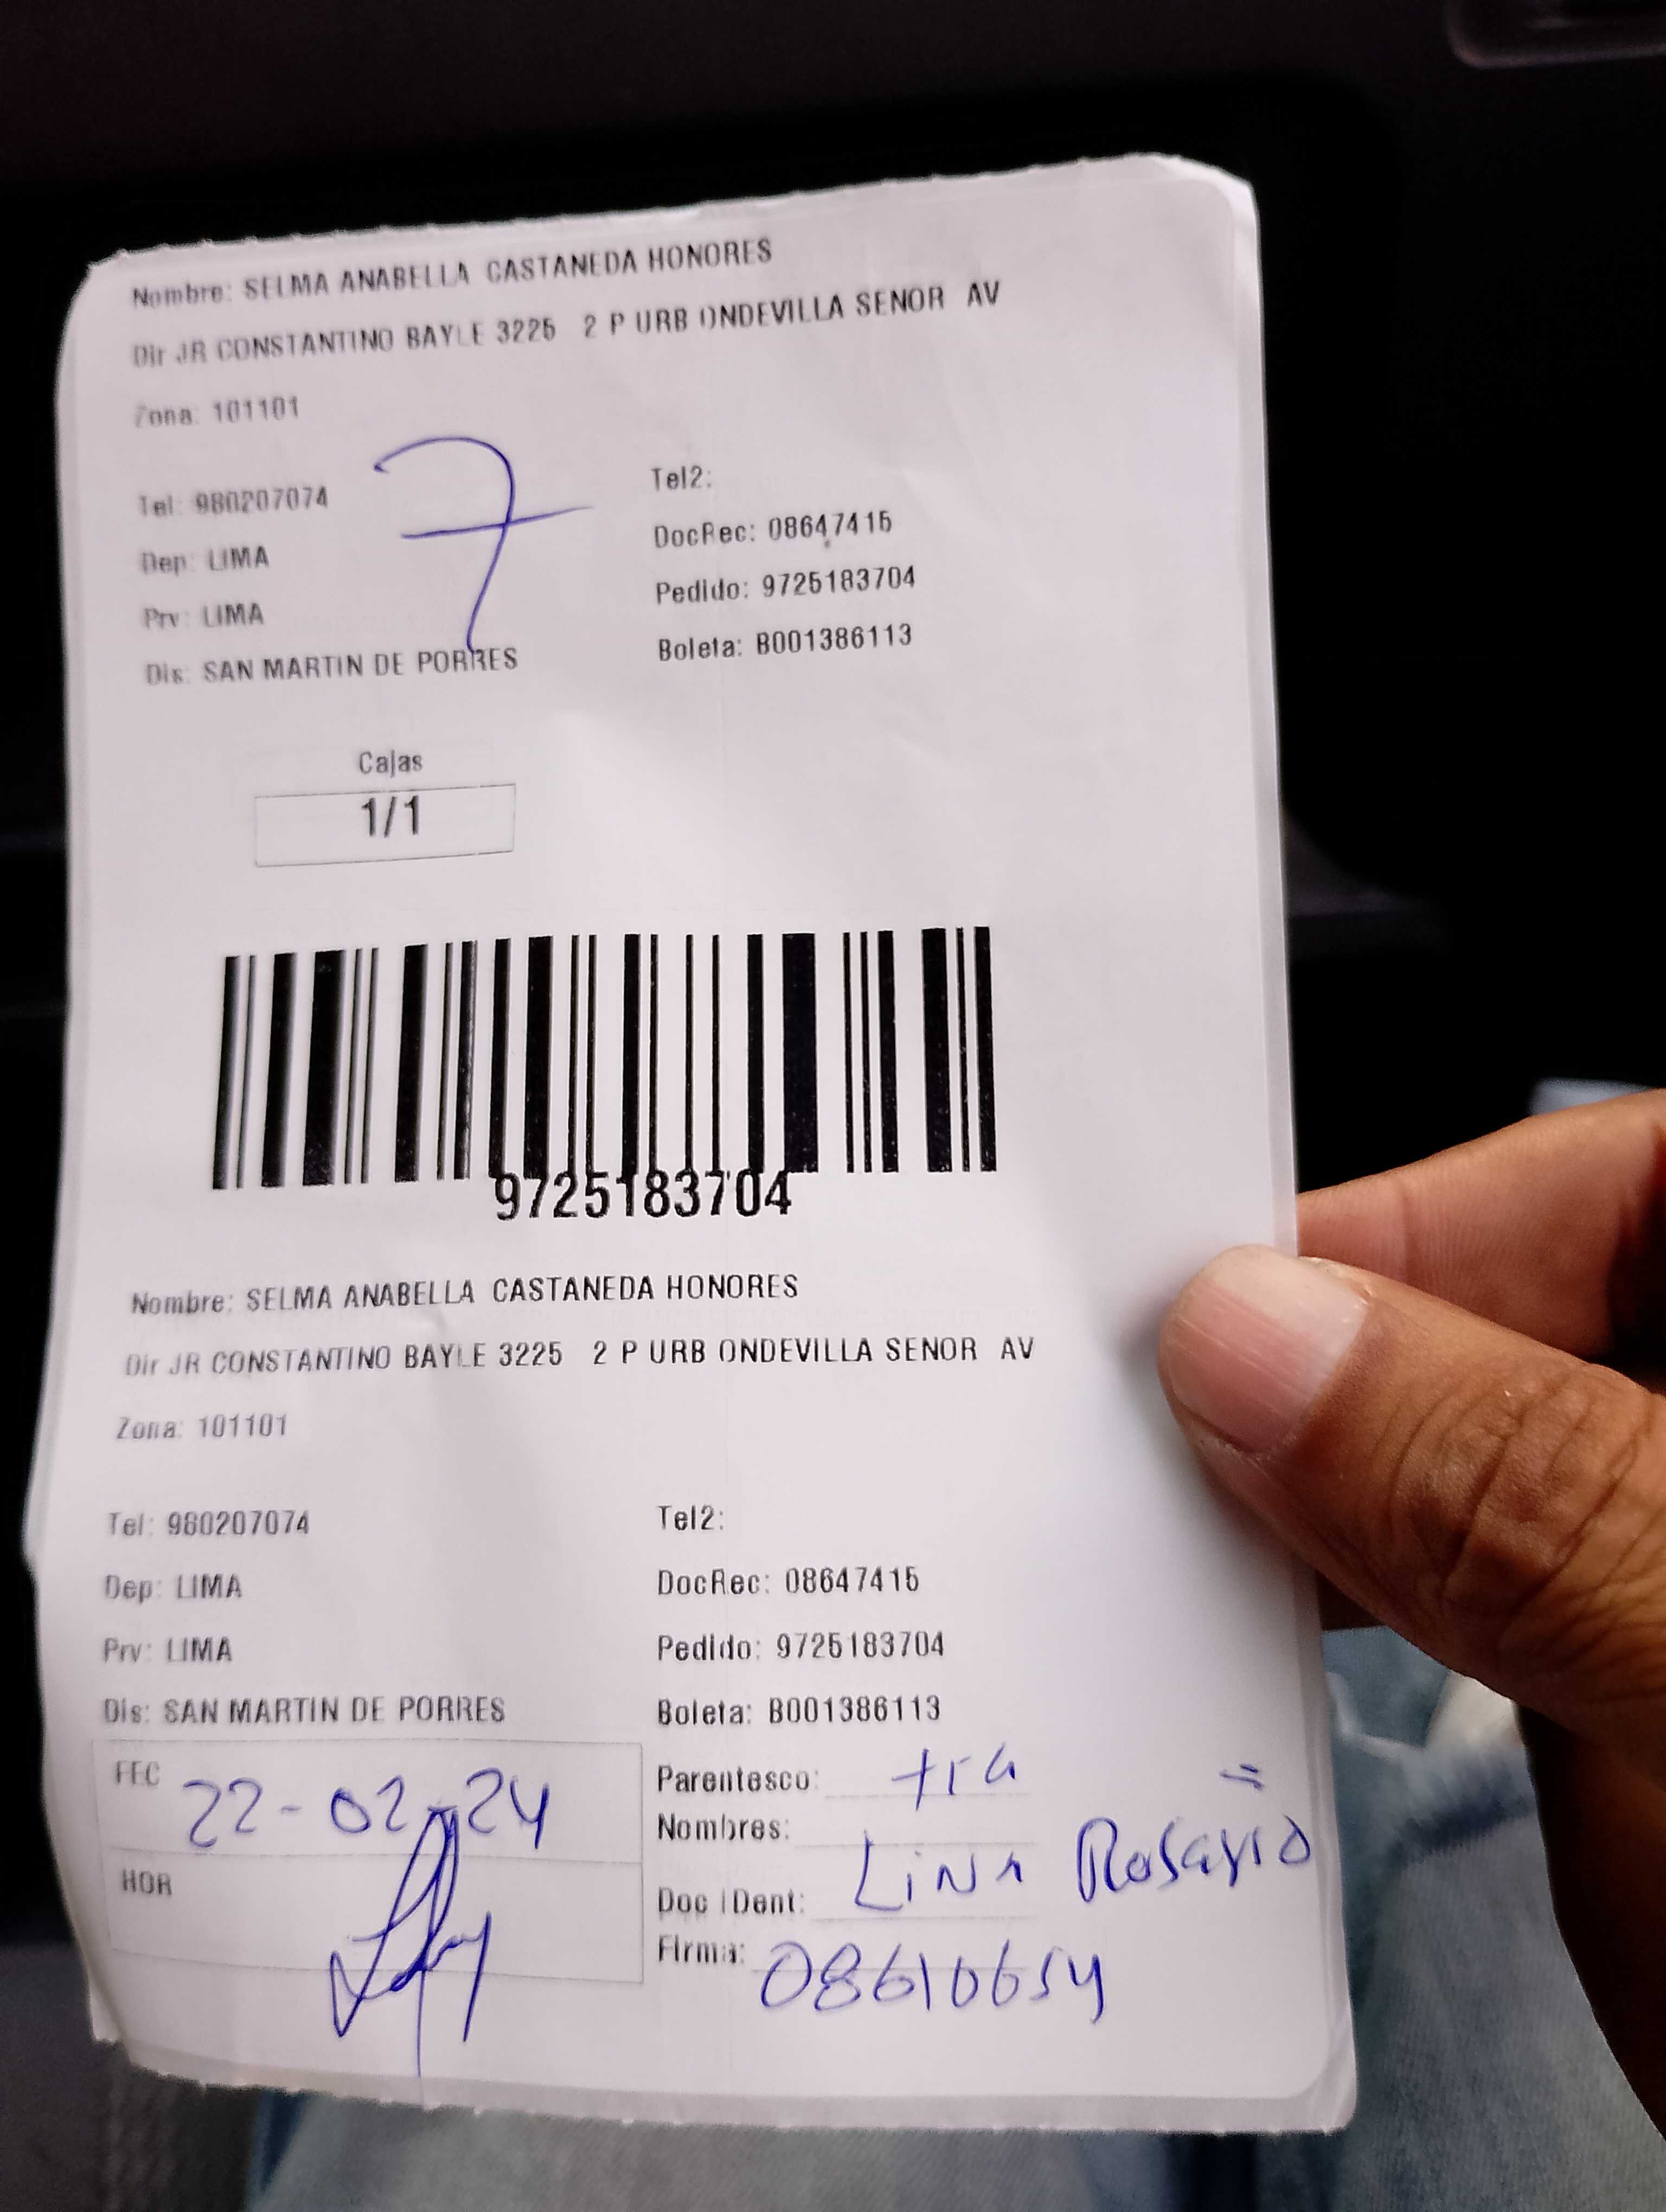 Nombre: SELMA ANABELLA CASTANEDA HONORES
Dir JR CONSTANTINO BAYLE 3225 2 P URB ONDEVILLA SENOR AV
Zona: 101101
7
Tel: 980207074
Tel2:
DocRec: 08647415
Dep: LIMA
Pedido: 9725183704
Prv: LIMA
Boleta: B001386113
Dis: SAN MARTIN DE PORRES
Cajas
1/1
9725183704
Nombre: SELMA ANABELLA CASTANEDA HONORES
Dir JR CONSTANTINO BAYLE 3225 2 P URB ONDEVILLA SENOR AV
Zona: 101101
Tel: 980207074
Tel2:
Dep: LIMA
DocRec: 08647415
Prv: LIMA
Pedido: 9725183704
Dis: SAN MARTIN DE PORRES
Boleta: B001386113
FEC 22-02-24
Parentesco: tia
Nombres:
Lina Rosario
HOR
Doc IDent:
Firma: 08610654